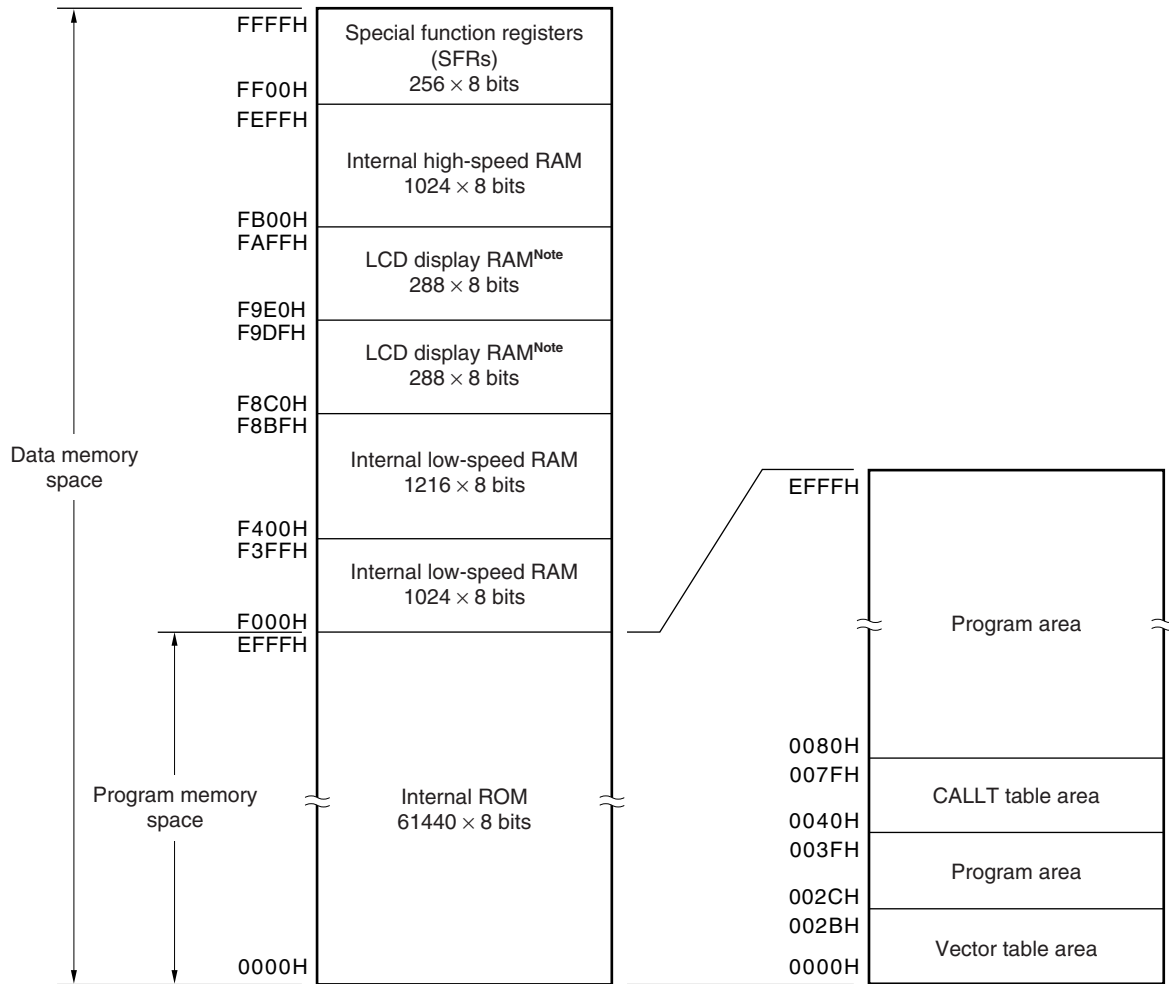 FFFFH
Special function registers
(SFRs)
256 × 8 bits
FF00H
FEFFH
Internal high-speed RAM
1024 × 8 bits
FB00H
FAFFH
LCD display RAMNote
288 × 8 bits
F9E0H
F9DFH
LCD display RAMNote
288 × 8 bits
F8C0H
F8BFH
Data memory
space
Internal low-speed RAM
1216 × 8 bits
F400H
F3FFH
Internal low-speed RAM
1024 × 8 bits
F000H
EFFFH
Program memory
space
Internal ROM
61440 × 8 bits
0000H
EFFFH
Program area
0080H
007FH
CALLT table area
0040H
003FH
Program area
002CH
002BH
Vector table area
0000H